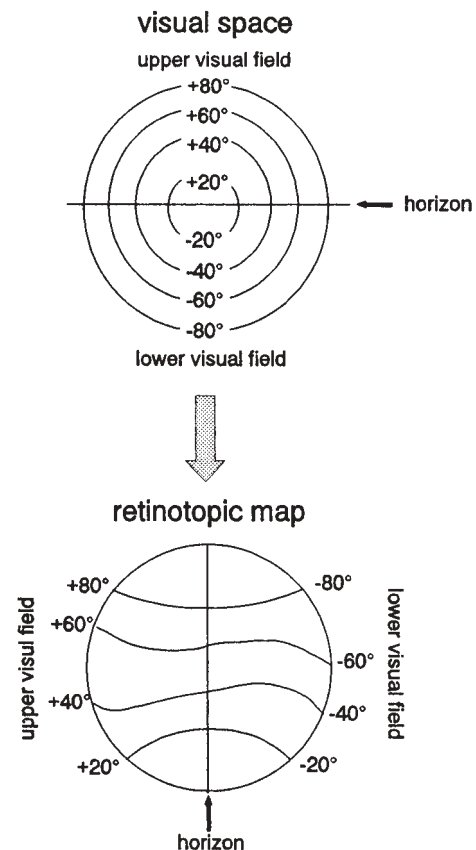 visual space
upper visual field
+80°
+60°
+40°
+20°
horizon
-20°
-40°
-60°
-80°
lower visual field
retinotopic map
+80°
-80°
+60°
-60°
+40°
-40°
+20°
-20°
upper visul field
lower visual field
horizon